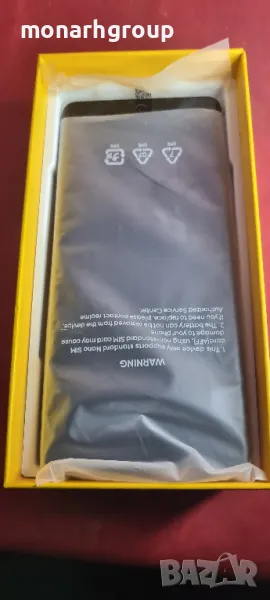 monarhgroup
WARNING
1. This device only supports standard Nano SIM
card(4FF), using non-standard SIM card may cause
damage to your phone.
2. The battery can not be removed from the device,
if you need to replace, please contact
Authorized Service Center.
BAZAR